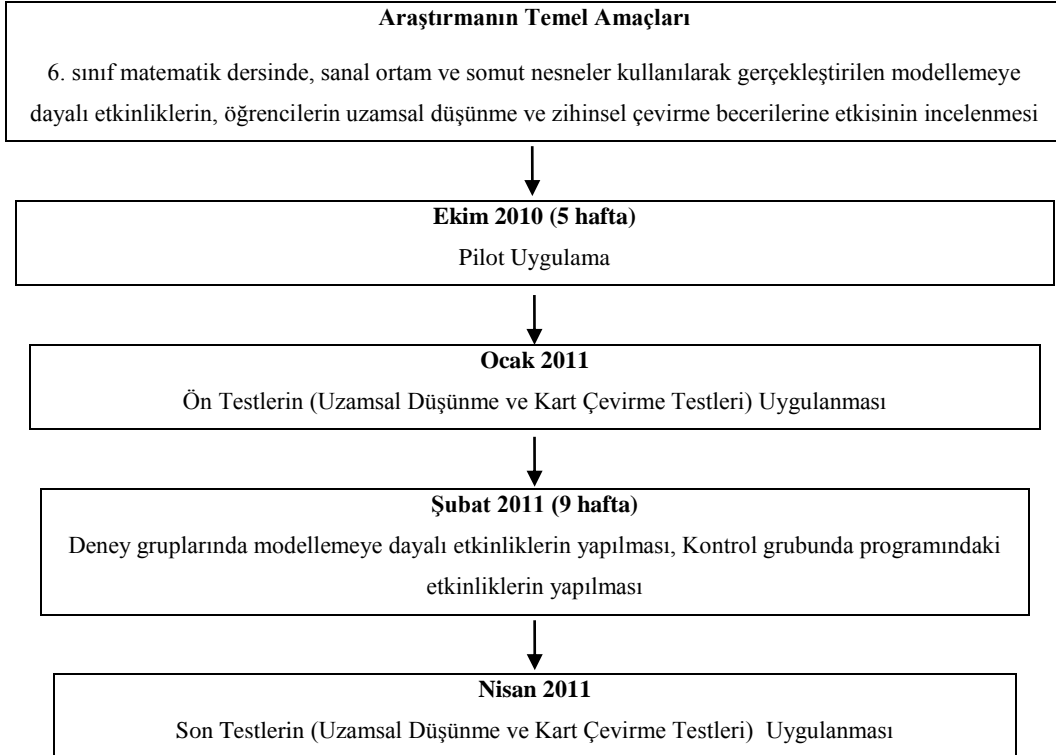 Araştırmanın Temel Amaçları
6. sınıf matematik dersinde, sanal ortam ve somut nesneler kullanılarak gerçekleştirilen modellemeye
dayalı etkinliklerin, öğrencilerin uzamsal düşünme ve zihinsel çevirme becerilerine etkisinin incelenmesi
Ekim 2010 (5 hafta)
Pilot Uygulama
Ocak 2011
Ön Testlerin (Uzamsal Düşünme ve Kart Çevirme Testleri) Uygulanması
Şubat 2011 (9 hafta)
Deney gruplarında modellemeye dayalı etkinliklerin yapılması, Kontrol grubunda programındaki
etkinliklerin yapılması
Nisan 2011
Son Testlerin (Uzamsal Düşünme ve Kart Çevirme Testleri) Uygulanması